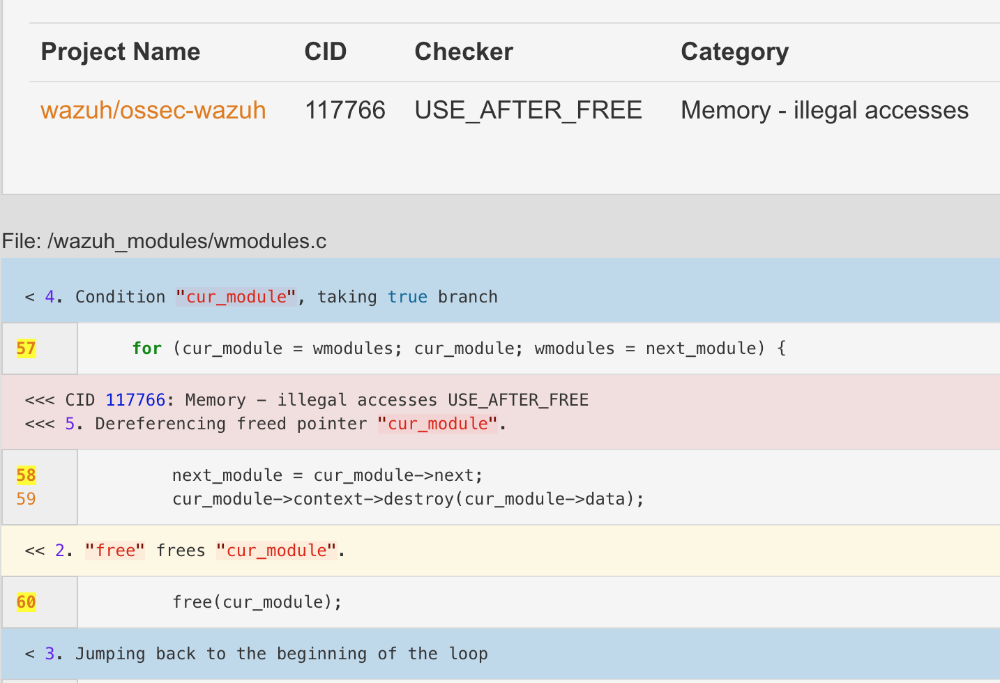 Project Name CID Checker Category
wazuh/ossec-wazuh 117766 USE_AFTER_FREE Memory - illegal accesses
File: /wazuh_modules/wmodules.c
< 4. Condition "cur_module", taking true branch
57 for (cur_module = wmodules; cur_module; wmodules = next_module) {
<<< CID 117766: Memory - illegal accesses USE_AFTER_FREE
<<< 5. Dereferencing freed pointer "cur_module".
58 next_module = cur_module->next;
59 cur_module->context->destroy(cur_module->data);
<< 2. "free" frees "cur_module".
60 free(cur_module);
< 3. Jumping back to the beginning of the loop